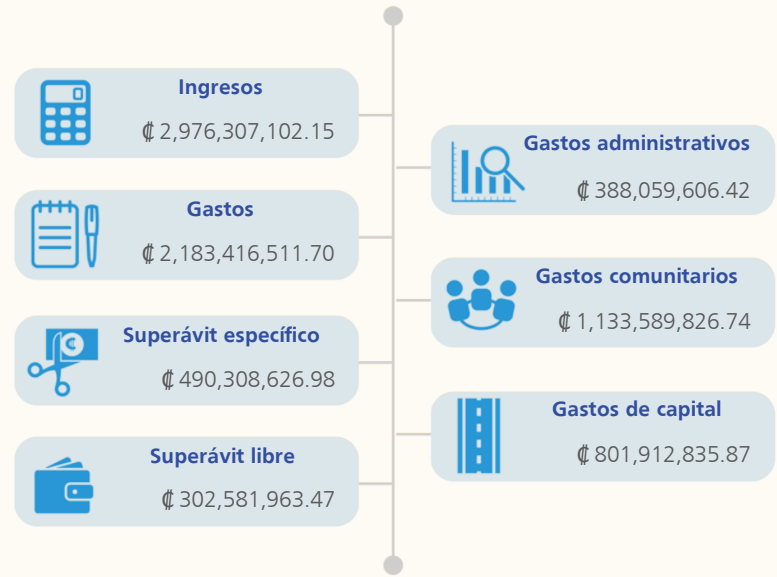 Ingresos
₡ 2,976,307,102.15
Gastos
₡ 2,183,416,511.70
Superávit específico
₡ 490,308,626.98
Superávit libre
₡ 302,581,963.47
Gastos administrativos
₡ 388,059,606.42
Gastos comunitarios
₡ 1,133,589,826.74
Gastos de capital
₡ 801,912,835.87